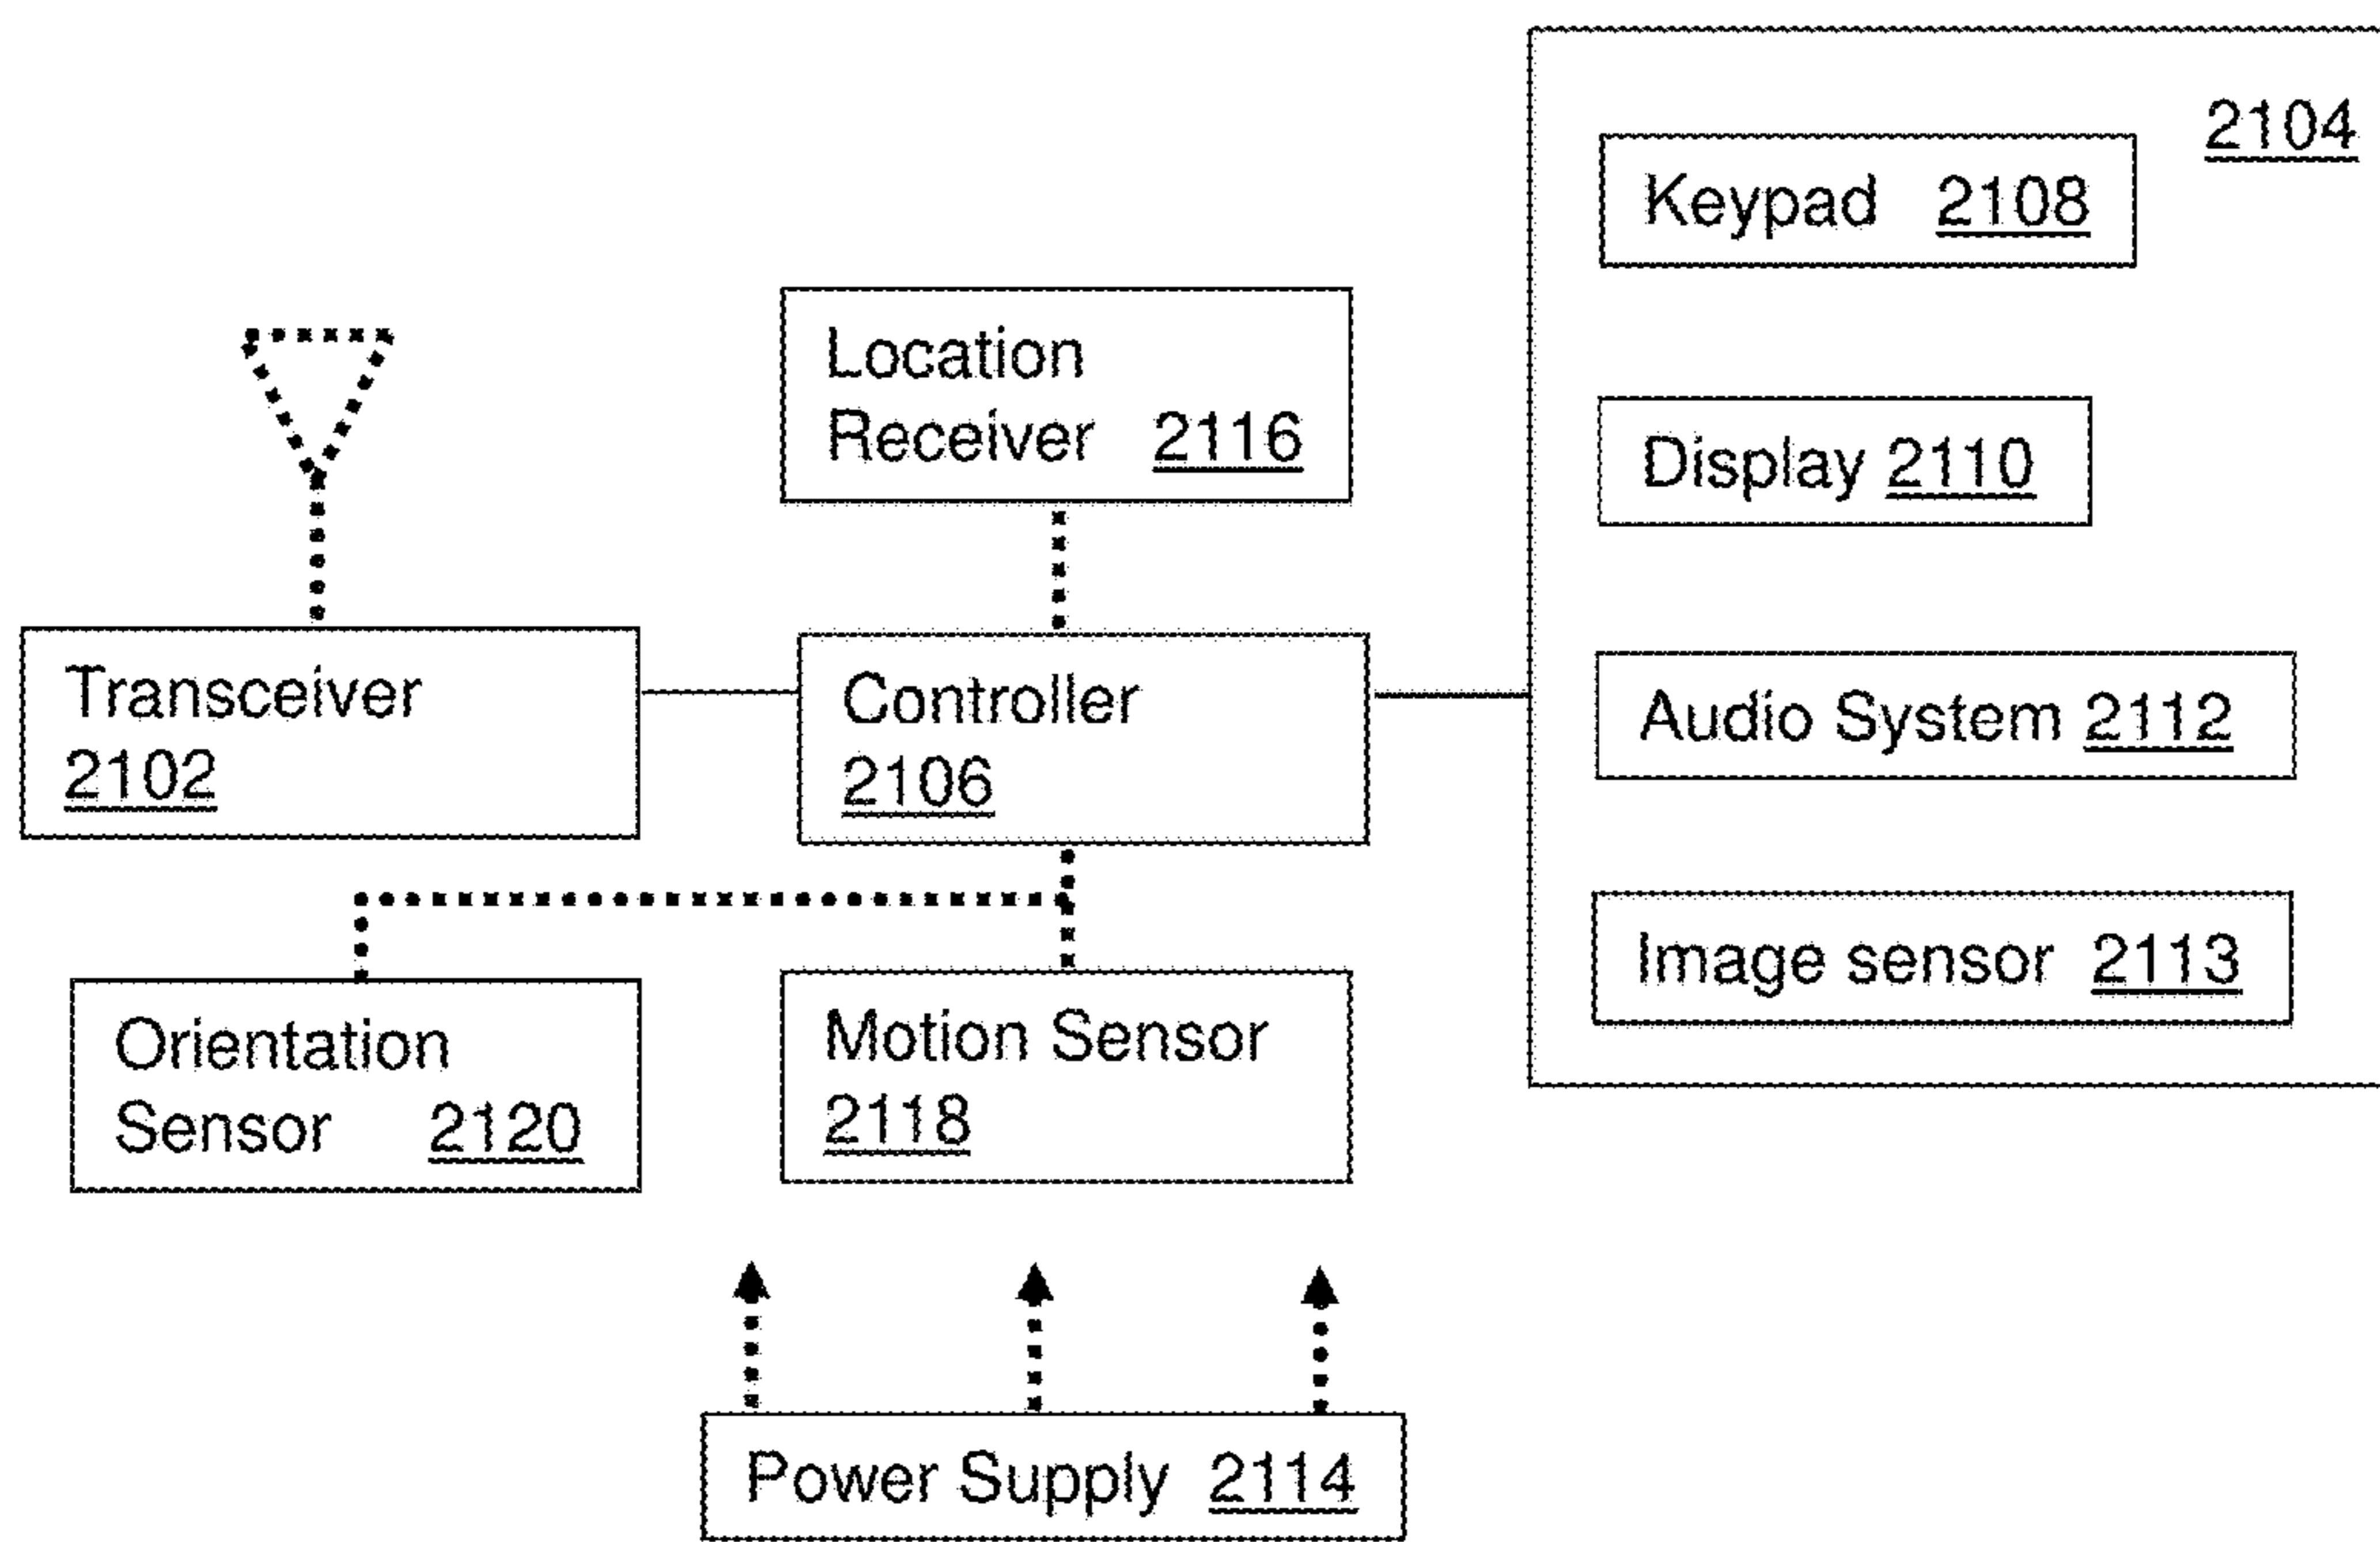 2104
Keypad 2108
Location
Receiver 2116
Display 2110
Transceiver
2102
Controller
2106
Audio System 2112
Image sensor 2113
Orientation
Sensor 2120
Motion Sensor
2118
Power Supply 2114